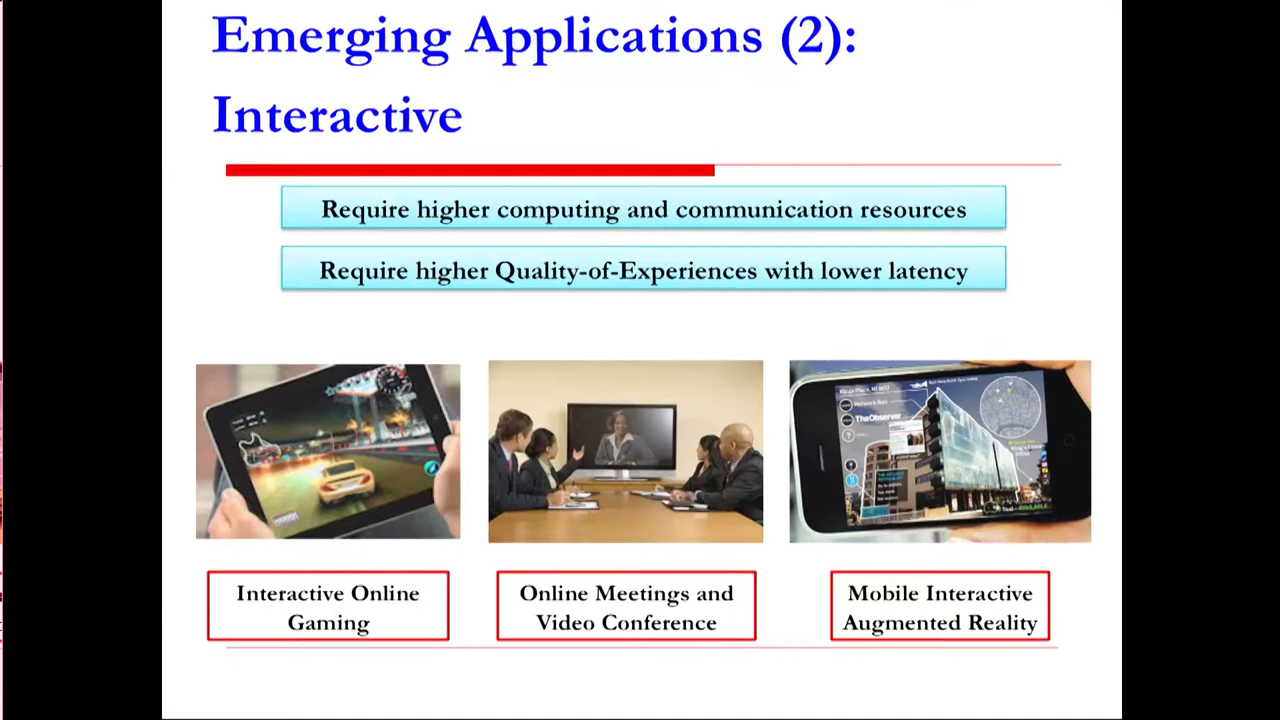 Emerging Applications (2):
Interactive
Require higher computing and communication resources
Require higher Quality-of-Experiences with lower latency
TheObserver
Interactive Online
Gaming
Online Meetings and
Video Conference
Mobile Interactive
Augmented Reality